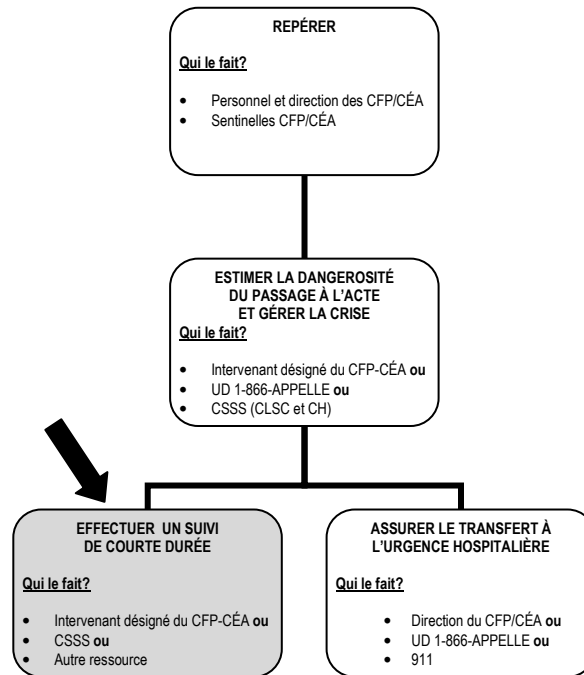 REPÉRER
Qui le fait?
• Personnel et direction des CFP/CÉA
• Sentinelles CFP/CÉA
ESTIMER LA DANGEROSITÉ
DU PASSAGE À L'ACTE
ET GÉRER LA CRISE
Qui le fait?
• Intervenant désigné du CFP-CÉA ou
• UD 1-866-APPELLE ou
• CSSS (CLSC et CH)
EFFECTUER UN SUIVI
DE COURTE DURÉE
Qui le fait?
• Intervenant désigné du CFP-CÉA ou
• CSSS ou
• Autre ressource
ASSURER LE TRANSFERT À
L'URGENCE HOSPITALIÈRE
Qui le fait?
• Direction du CFP/CÉA ou
• UD 1-866-APPELLE ou
• 911